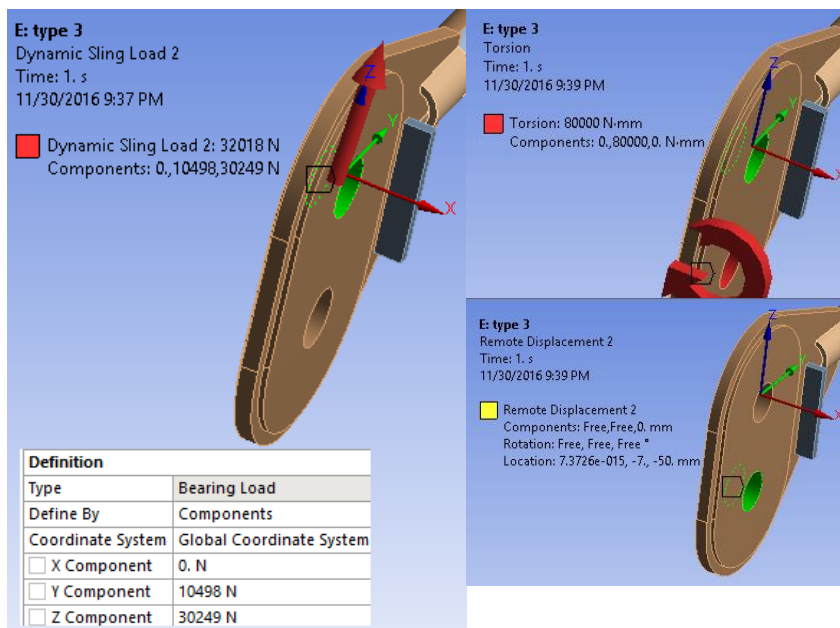 E: type 3
Dynamic Sling Load 2
Time: 1. s
11/30/2016 9:37 PM
Dynamic Sling Load 2: 32018 N
Components: 0.,10498,30249 N
Z
Y
X
Definition
Type Bearing Load
Define By Components
Coordinate System Global Coordinate System
X Component 0. N
Y Component 10498 N
Z Component 30249 N
E: type 3
Torsion
Time: 1. s
11/30/2016 9:39 PM
Torsion: 80000 N·mm
Components: 0.,80000,0. N·mm
Z
Y
X
E: type 3
Remote Displacement 2
Time: 1. s
11/30/2016 9:39 PM
Remote Displacement 2
Components: Free,Free,0. mm
Rotation: Free, Free, Free °
Location: 7.3726e-015, -7., -50. mm
Z
Y
X